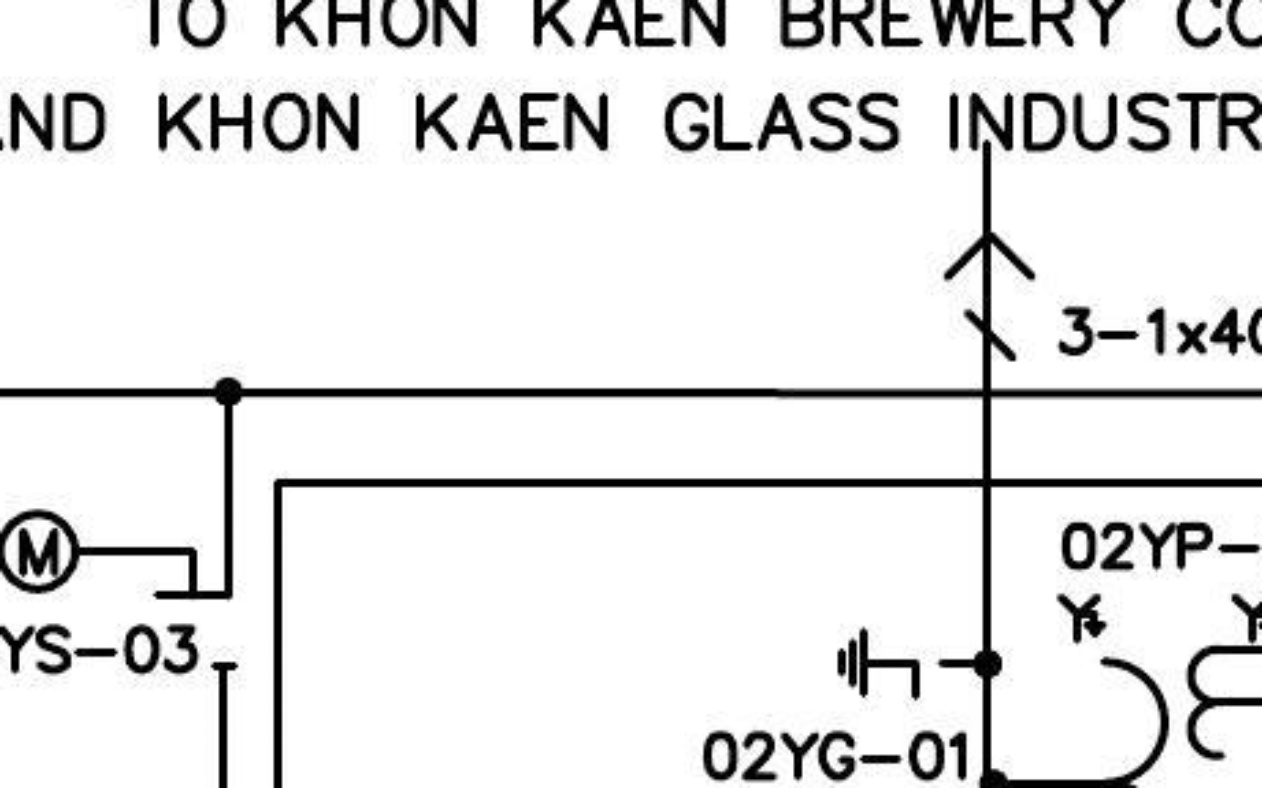 TO KHON KAEN BREWERY CO
AND KHON KAEN GLASS INDUSTR
3-1x40
02YP-
M
YS-03
02YG-01